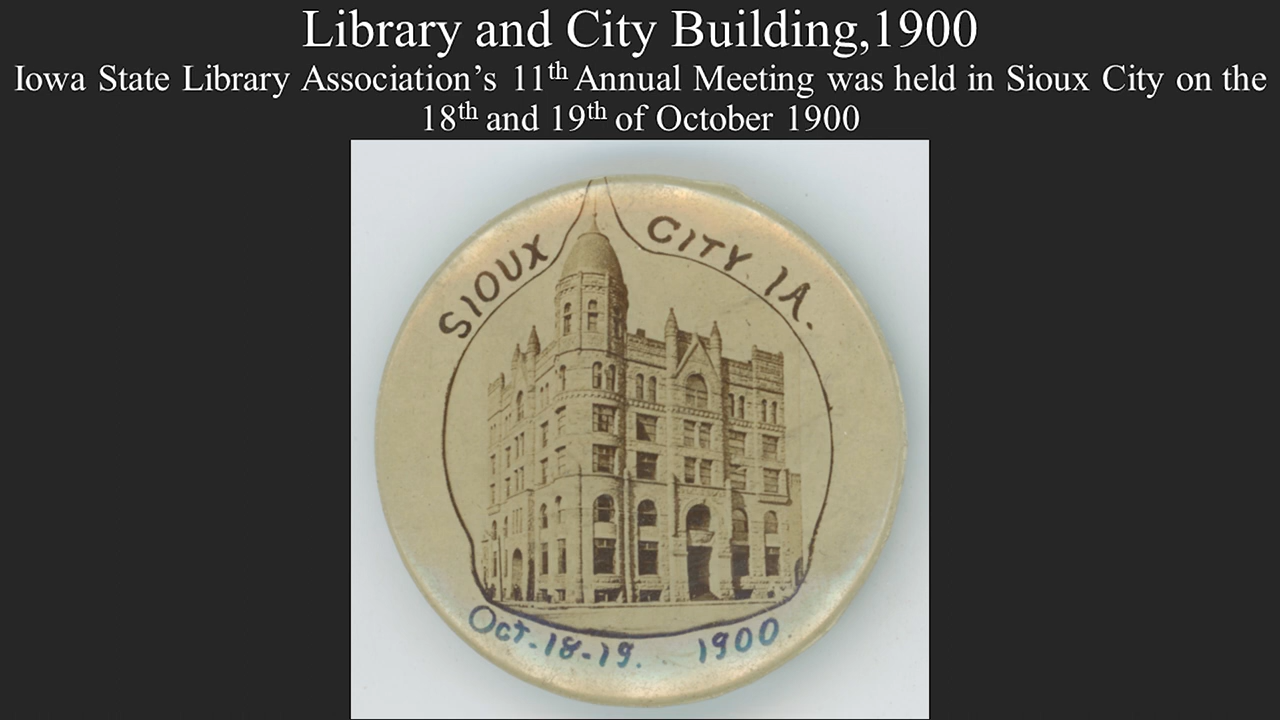 Library and City Building,1900
Iowa State Library Association’s 11th Annual Meeting was held in Sioux City on the
18th and 19th of October 1900
SIOUX CITY IA.
Oct-18-19. 1900